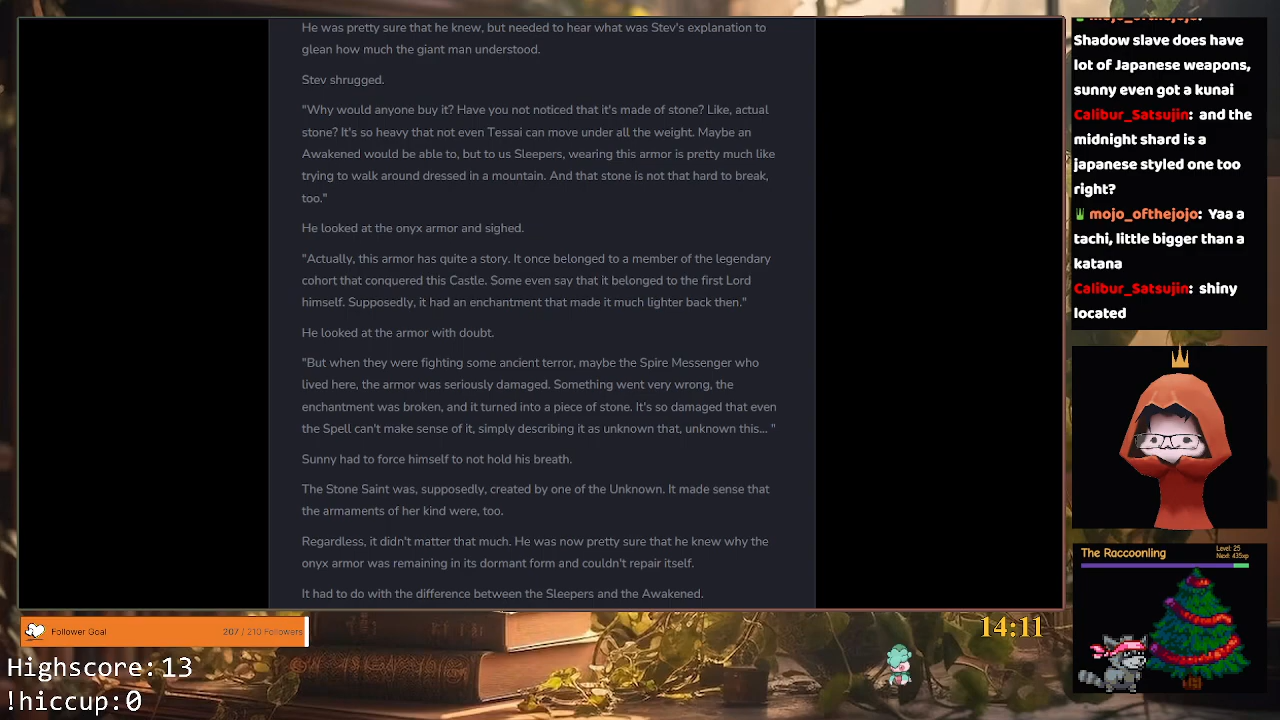 He was pretty sure that he knew, but needed to hear what was Stev's explanation to
glean how much the giant man understood.
Stev shrugged.
"Why would anyone buy it? Have you not noticed that it's made of stone? Like, actual
stone? It's so heavy that not even Tessai can move under all the weight. Maybe an
Awakened would be able to, but to us Sleepers, wearing this armor is pretty much like
trying to walk around dressed in a mountain. And that stone is not that hard to break,
too."
He looked at the onyx armor and sighed.
"Actually, this armor has quite a story. It once belonged to a member of the legendary
cohort that conquered this Castle. Some even say that it belonged to the first Lord
himself. Supposedly, it had an enchantment that made it much lighter back then."
He looked at the armor with doubt.
"But when they were fighting some ancient terror, maybe the Spire Messenger who
lived here, the armor was seriously damaged. Something went very wrong, the
enchantment was broken, and it turned into a piece of stone. It's so damaged that even
the Spell can't make sense of it, simply describing it as unknown that, unknown this... "
Sunny had to force himself to not hold his breath.
The Stone Saint was, supposedly, created by one of the Unknown. It made sense that
the armaments of her kind were, too.
Regardless, it didn't matter that much. He was now pretty sure that he knew why the
onyx armor was remaining in its dormant form and couldn't repair itself.
It had to do with the difference between the Sleepers and the Awakened.
mojo_ofthejojo:
Shadow slave does have
lot of Japanese weapons,
sunny even got a kunai
Calibur_Satsujin: and the
midnight shard is a
japanese styled one too
right?
mojo_ofthejojo: Yaa a
tachi, little bigger than a
katana
Calibur_Satsujin: shiny
located
The Raccoonling
Level: 25
Next: 435xp
Follower Goal
207 / 210 Followers
14:11
Highscore:13
!hiccup:0